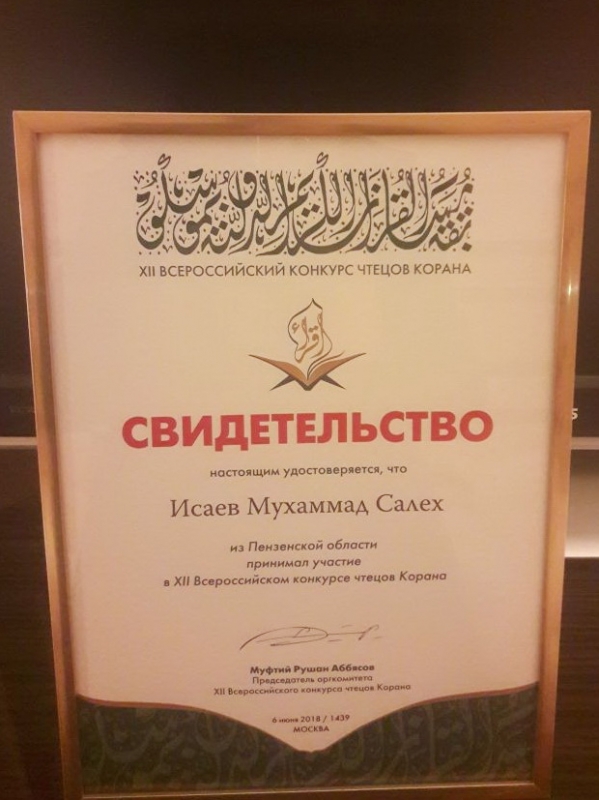 XII ВСЕРОССИЙСКИЙ КОНКУРС ЧТЕЦОВ КОРАНА
اقرأ
СВИДЕТЕЛЬСТВО
настоящим удостоверяется, что
Исаев Мухаммад Салех
из Пензенской области
принимал участие
в XII Всероссийском конкурсе чтецов Корана
Муфтий Рушан Аббясов
Председатель оргкомитета
XII Всероссийского конкурса чтецов Корана
6 июня 2018 / 1439
МОСКВА